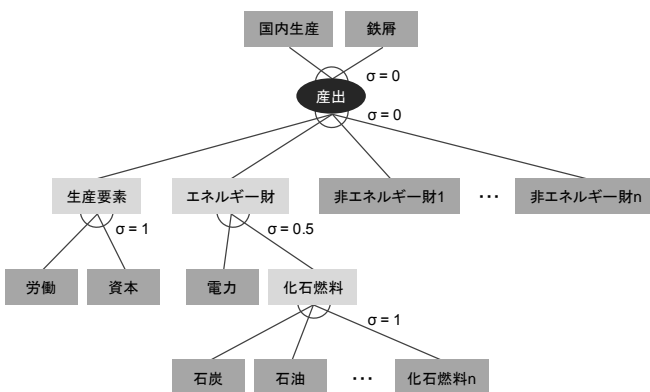 国内生産 鉄屑
σ = 0
産出
σ = 0
生産要素 エネルギー財 非エネルギー財1 … 非エネルギー財n
σ = 1 σ = 0.5
労働 資本 電力 化石燃料
σ = 1
石炭 石油 … 化石燃料n